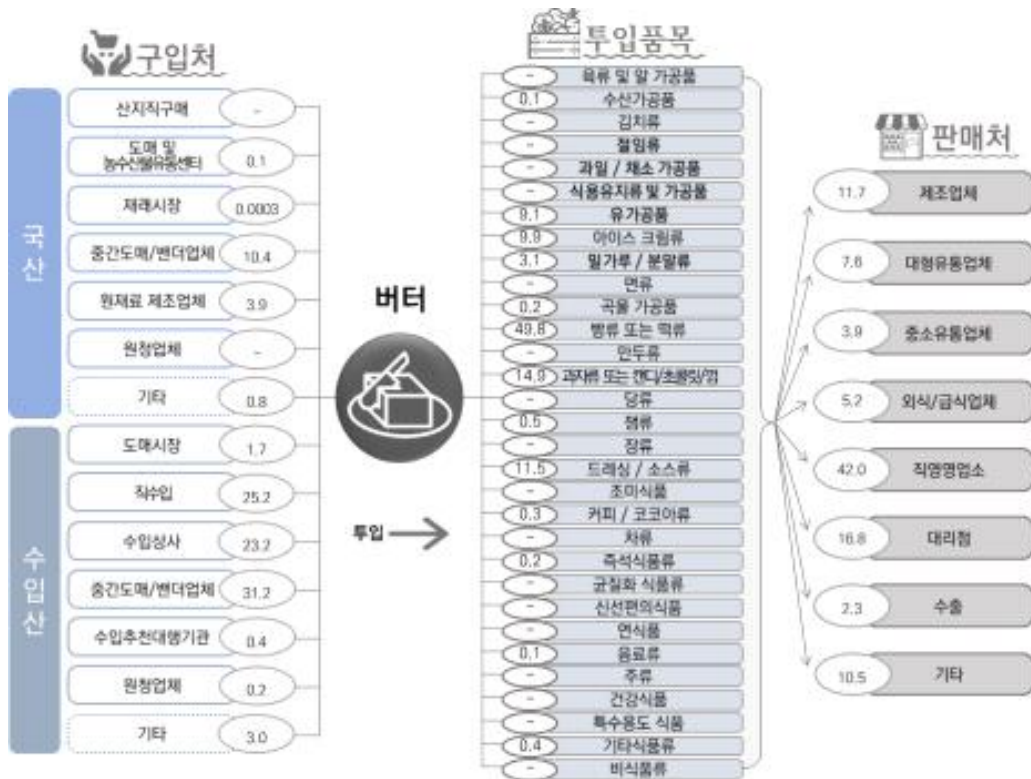 구입처
국산
산지직구매 -
도매 및
농수산물유통센터 0.1
재래시장 0.0003
중간도매/밴더업체 10.4
원재료 제조업체 3.9
원청업체 -
기타 0.8
수입산
도매시장 1.7
직수입 25.2
수입상사 23.2
중간도매/밴더업체 31.2
수입추천대행기관 0.4
원청업체 0.2
기타 3.0
버터
투입
투입품목
- 육류 및 알 가공품
0.1 수산가공품
- 김치류
- 절임류
- 과일 / 채소 가공품
- 식용유지류 및 가공품
9.1 유가공품
9.9 아이스 크림류
3.1 밀가루 / 분말류
- 면류
0.2 곡물 가공품
49.8 빵류 또는 떡류
- 만두류
14.9 과자류 또는 캔디/초콜릿/껌
- 당류
0.5 잼류
- 장류
11.5 드레싱 / 소스류
- 조미식품
0.3 커피 / 코코아류
- 차류
0.2 즉석식품류
- 균질화 식품류
- 신선편의식품
- 연식품
0.1 음료류
- 주류
- 건강식품
- 특수용도 식품
0.4 기타식품류
- 비식품류
판매처
11.7 제조업체
7.6 대형유통업체
3.9 중소유통업체
5.2 외식/급식업체
42.0 직영영업소
16.8 대리점
2.3 수출
10.5 기타